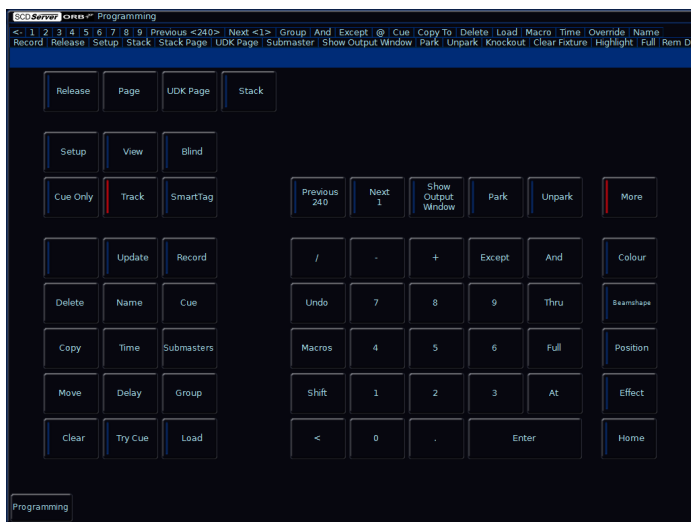 SCDServer ORB XF Programming
<- 1 2 3 4 5 6 7 8 9 Previous <240> Next <1> Group And Except @ Cue Copy To Delete Load Macro Time Override Name
Record Release Setup Stack Stack Page UDK Page Submaster Show Output Window Park Unpark Knockout Clear Fixture Highlight Full Rem D
Release Page UDK Page Stack
Setup View Blind
Cue Only Track SmartTag
Previous
240
Next
1
Show
Output
Window
Park Unpark More
Update Record / - + Except And Colour
Delete Name Cue Undo 7 8 9 Thru Beamshape
Copy Time Submasters Macros 4 5 6 Full Position
Move Delay Group Shift 1 2 3 At Effect
Clear Try Cue Load < 0 . Enter Home
Programming